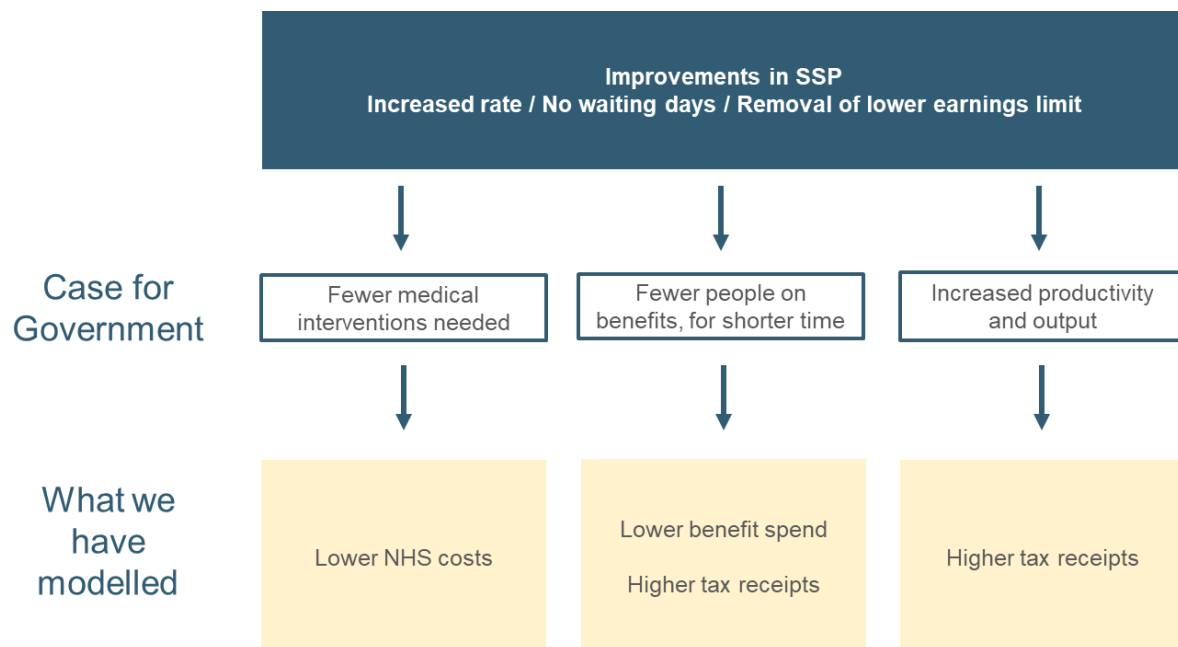 Improvements in SSP
Increased rate / No waiting days / Removal of lower earnings limit
Case for
Government
Fewer medical
interventions needed
Fewer people on
benefits, for shorter time
Increased productivity
and output
What we
have
modelled
Lower NHS costs
Lower benefit spend
Higher tax receipts
Higher tax receipts